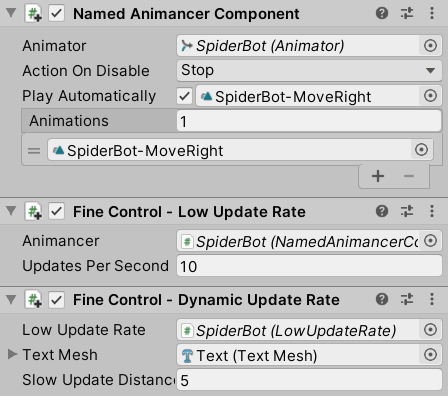 Named Animancer Component
Animator SpiderBot (Animator)
Action On Disable Stop
Play Automatically SpiderBot-MoveRight
Animations 1
SpiderBot-MoveRight
Fine Control - Low Update Rate
Animancer SpiderBot (NamedAnimancerCo
Updates Per Second 10
Fine Control - Dynamic Update Rate
Low Update Rate SpiderBot (LowUpdateRate)
Text Mesh Text (Text Mesh)
Slow Update Distanc 5